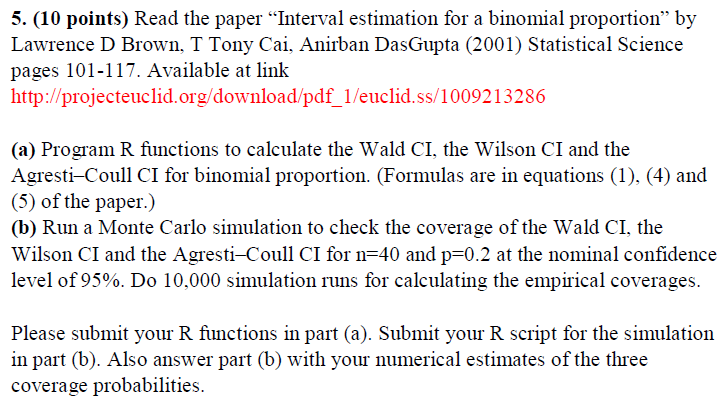 5. (10 points) Read the paper “Interval estimation for a binomial proportion” by
Lawrence D Brown, T Tony Cai, Anirban DasGupta (2001) Statistical Science
pages 101-117. Available at link
http://projecteuclid.org/download/pdf_1/euclid.ss/1009213286
(a) Program R functions to calculate the Wald CI, the Wilson CI and the
Agresti–Coull CI for binomial proportion. (Formulas are in equations (1), (4) and
(5) of the paper.)
(b) Run a Monte Carlo simulation to check the coverage of the Wald CI, the
Wilson CI and the Agresti–Coull CI for n=40 and p=0.2 at the nominal confidence
level of 95%. Do 10,000 simulation runs for calculating the empirical coverages.
Please submit your R functions in part (a). Submit your R script for the simulation
in part (b). Also answer part (b) with your numerical estimates of the three
coverage probabilities.